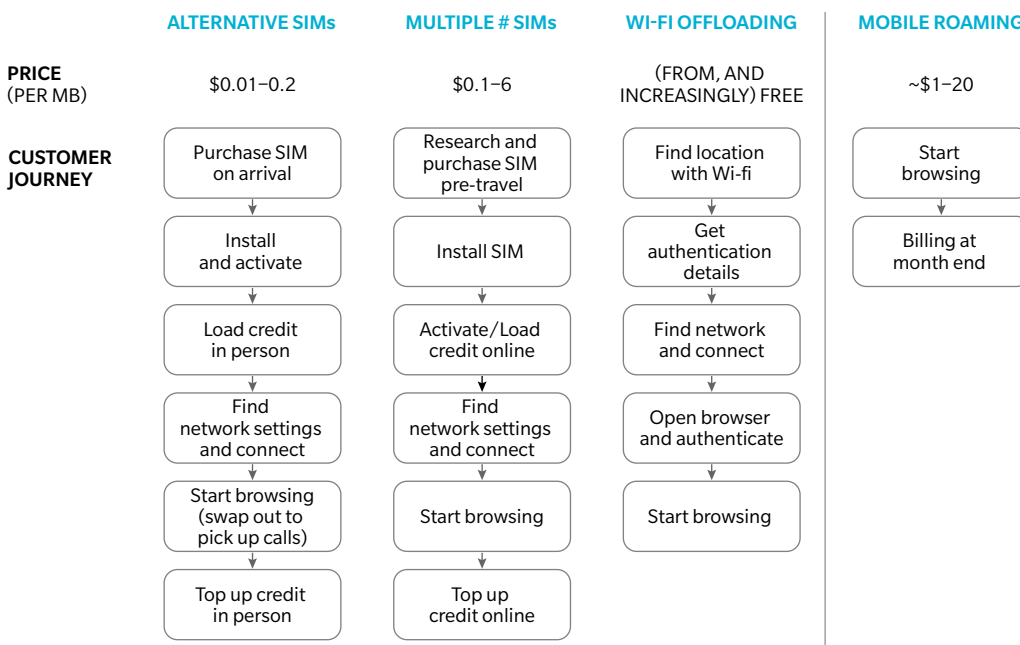 ALTERNATIVE SIMs
MULTIPLE # SIMs
WI-FI OFFLOADING
MOBILE ROAMING
PRICE
(PER MB)
$0.01–0.2
$0.1–6
(FROM, AND
INCREASINGLY) FREE
~$1–20
CUSTOMER
JOURNEY
Purchase SIM
on arrival
Install
and activate
Load credit
in person
Find
network settings
and connect
Start browsing
(swap out to
pick up calls)
Top up credit
in person
Research and
purchase SIM
pre-travel
Install SIM
Activate/Load
credit online
Find
network settings
and connect
Start browsing
Top up
credit online
Find location
with Wi-fi
Get
authentication
details
Find network
and connect
Open browser
and authenticate
Start browsing
Start
browsing
Billing at
month end